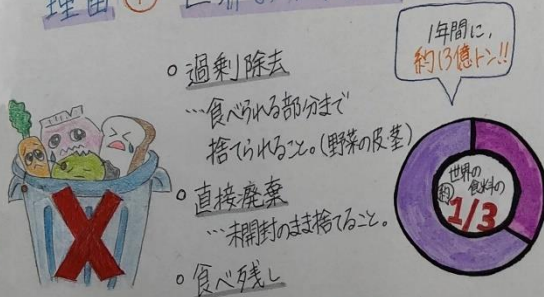 理由①
1年間に、
約13億トン!!
○過剰除去
…食べられる部分まで
捨てられること。(野菜の皮茎)
○直接廃棄
…未開封のまま捨てること。
○食べ残し
世界の
食料の
約1/3